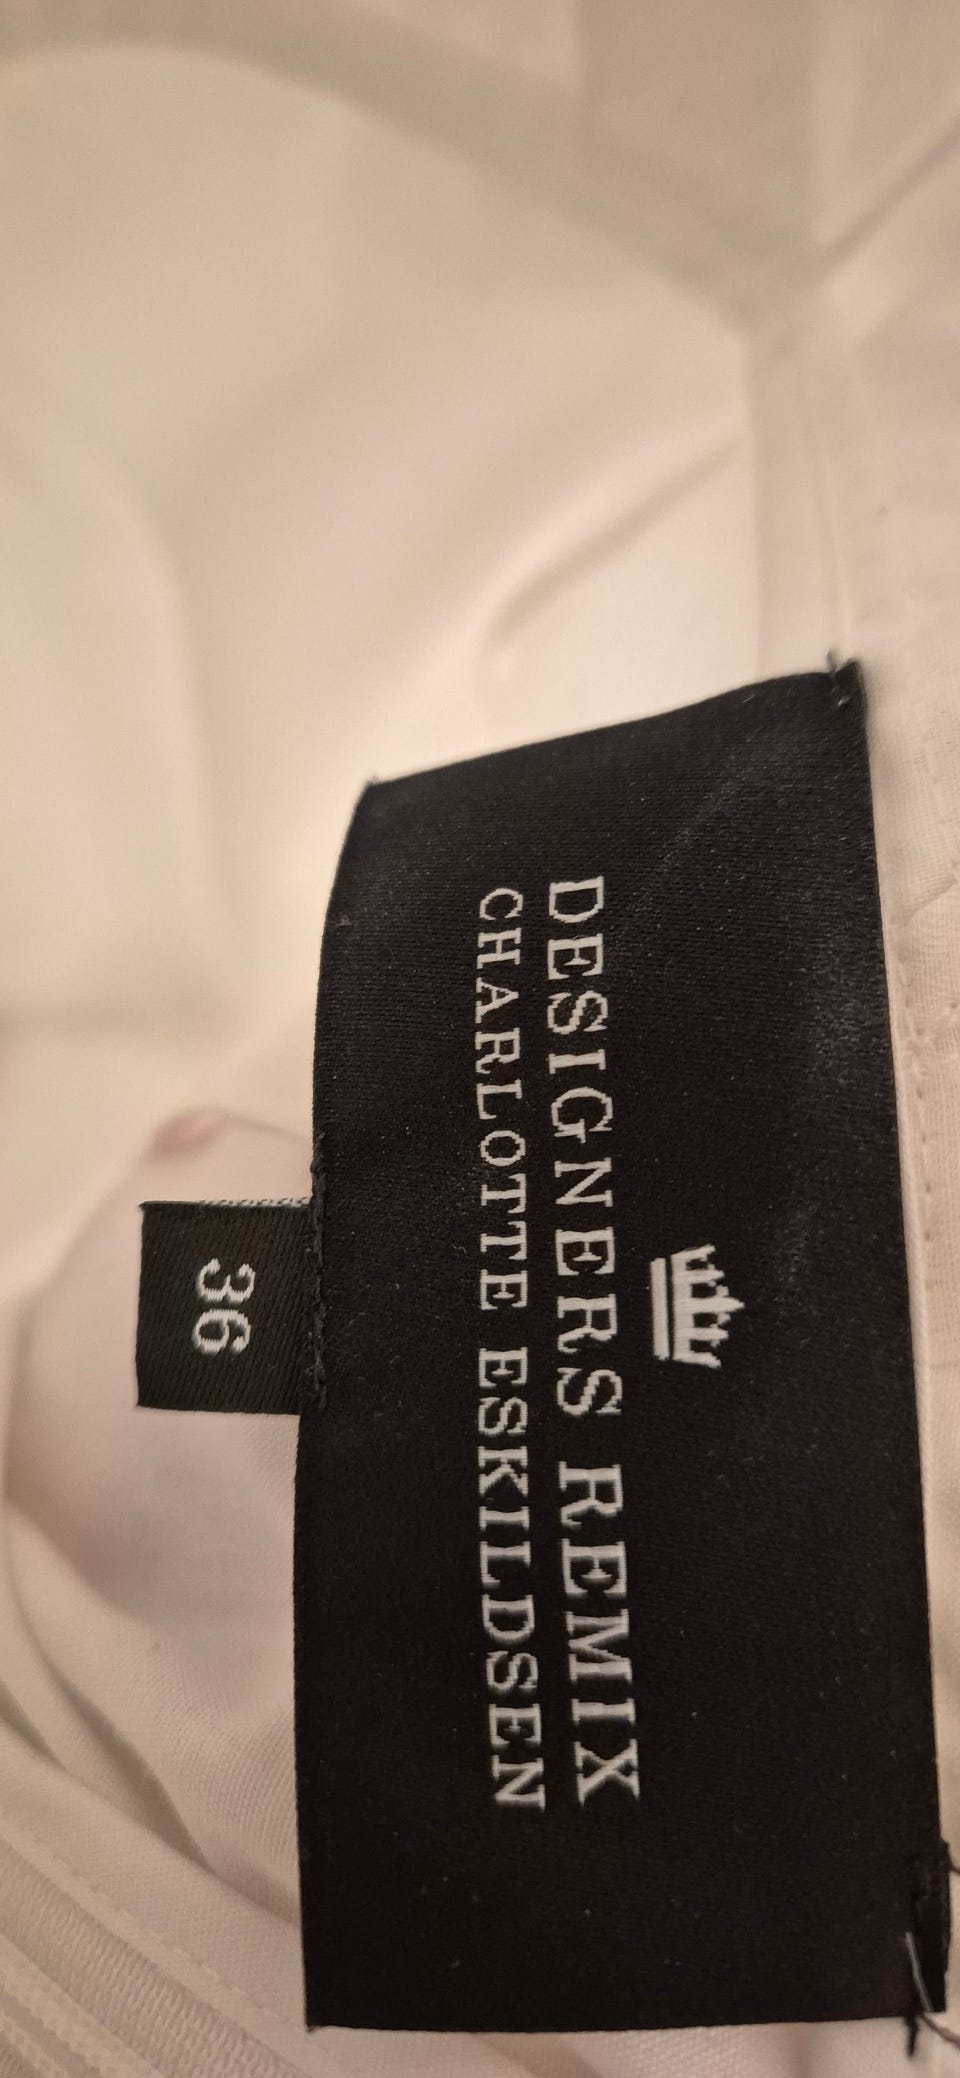 DESIGNERS REMIX
CHARLOTTE ESKILDSEN
36